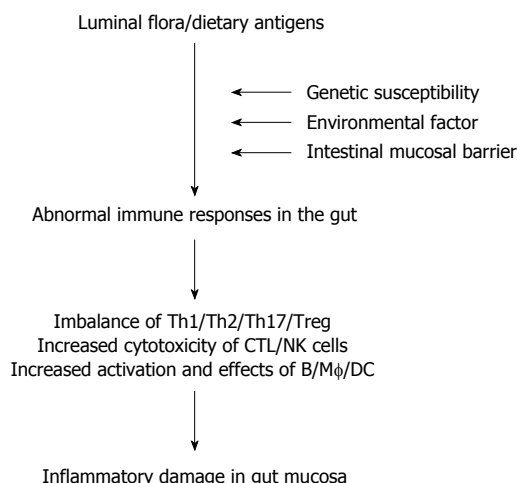 Luminal flora/dietary antigens
Genetic susceptibility
Environmental factor
Intestinal mucosal barrier
Abnormal immune responses in the gut
Imbalance of Th1/Th2/Th17/Treg
Increased cytotoxicity of CTL/NK cells
Increased activation and effects of B/Mϕ/DC
Inflammatory damage in gut mucosa